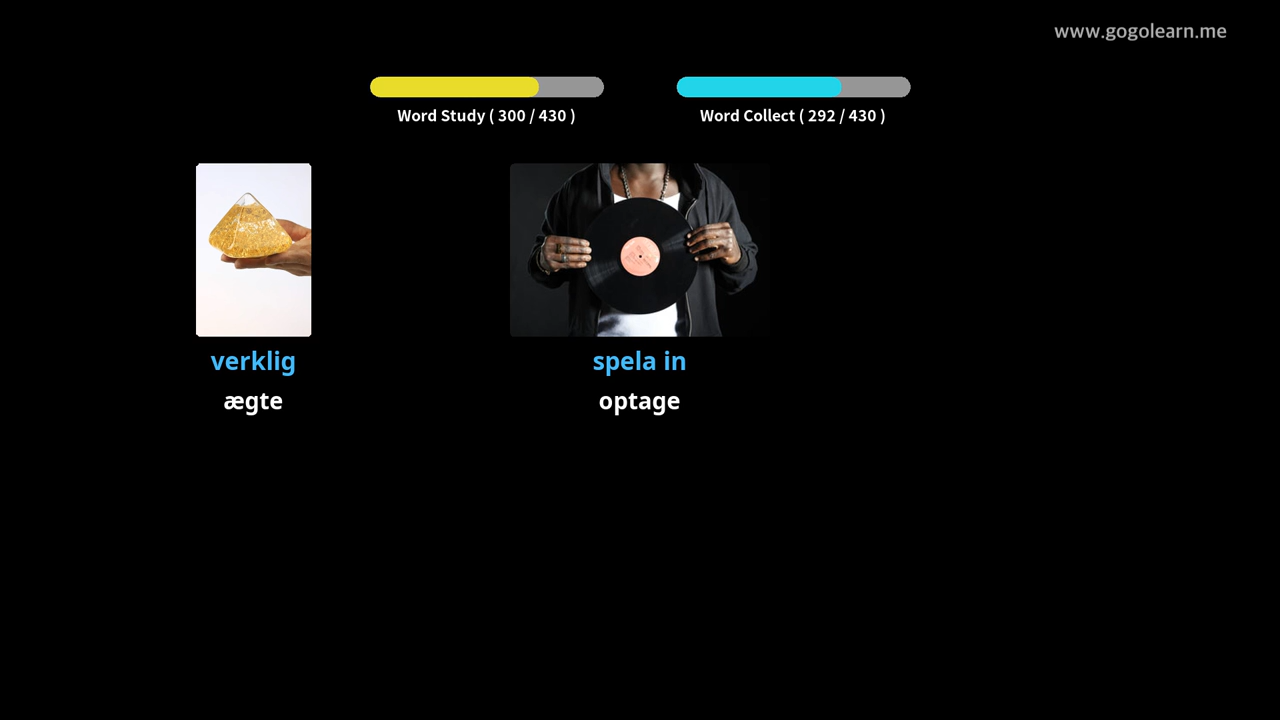 www.gogolearn.me
Word Study ( 300 / 430 )
Word Collect ( 292 / 430 )
verklig
ægte
spela in
optage